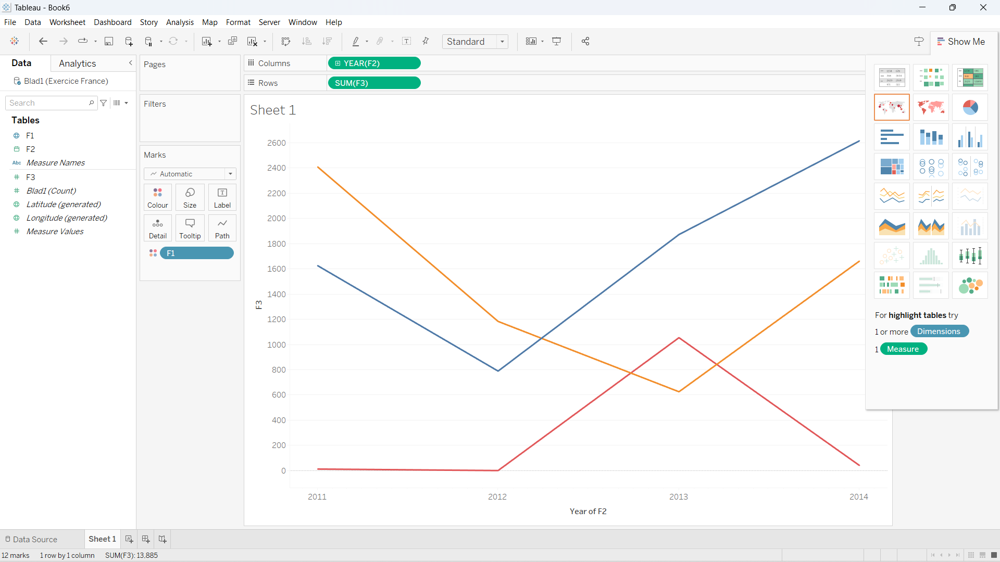 Tableau - Book6
File Data Worksheet Dashboard Story Analysis Map Format Server Window Help
Standard
Show Me
Data Analytics
Blad1 (Exercice France)
Search
Tables
F1
F2
Abc Measure Names
F3
Blad1 (Count)
Latitude (generated)
Longitude (generated)
Measure Values
Pages
Filters
Marks
Automatic
Colour Size Label
Detail Tooltip Path
F1
Columns YEAR(F2)
Rows SUM(F3)
Sheet 1
2600
2400
2200
2000
1800
1600
1400
1200
1000
800
600
400
200
0
F3
2011 2012 2013 2014
Year of F2
For highlight tables try
1 or more Dimensions
1 Measure
Data Source Sheet 1
12 marks 1 row by 1 column SUM(F3): 13,885